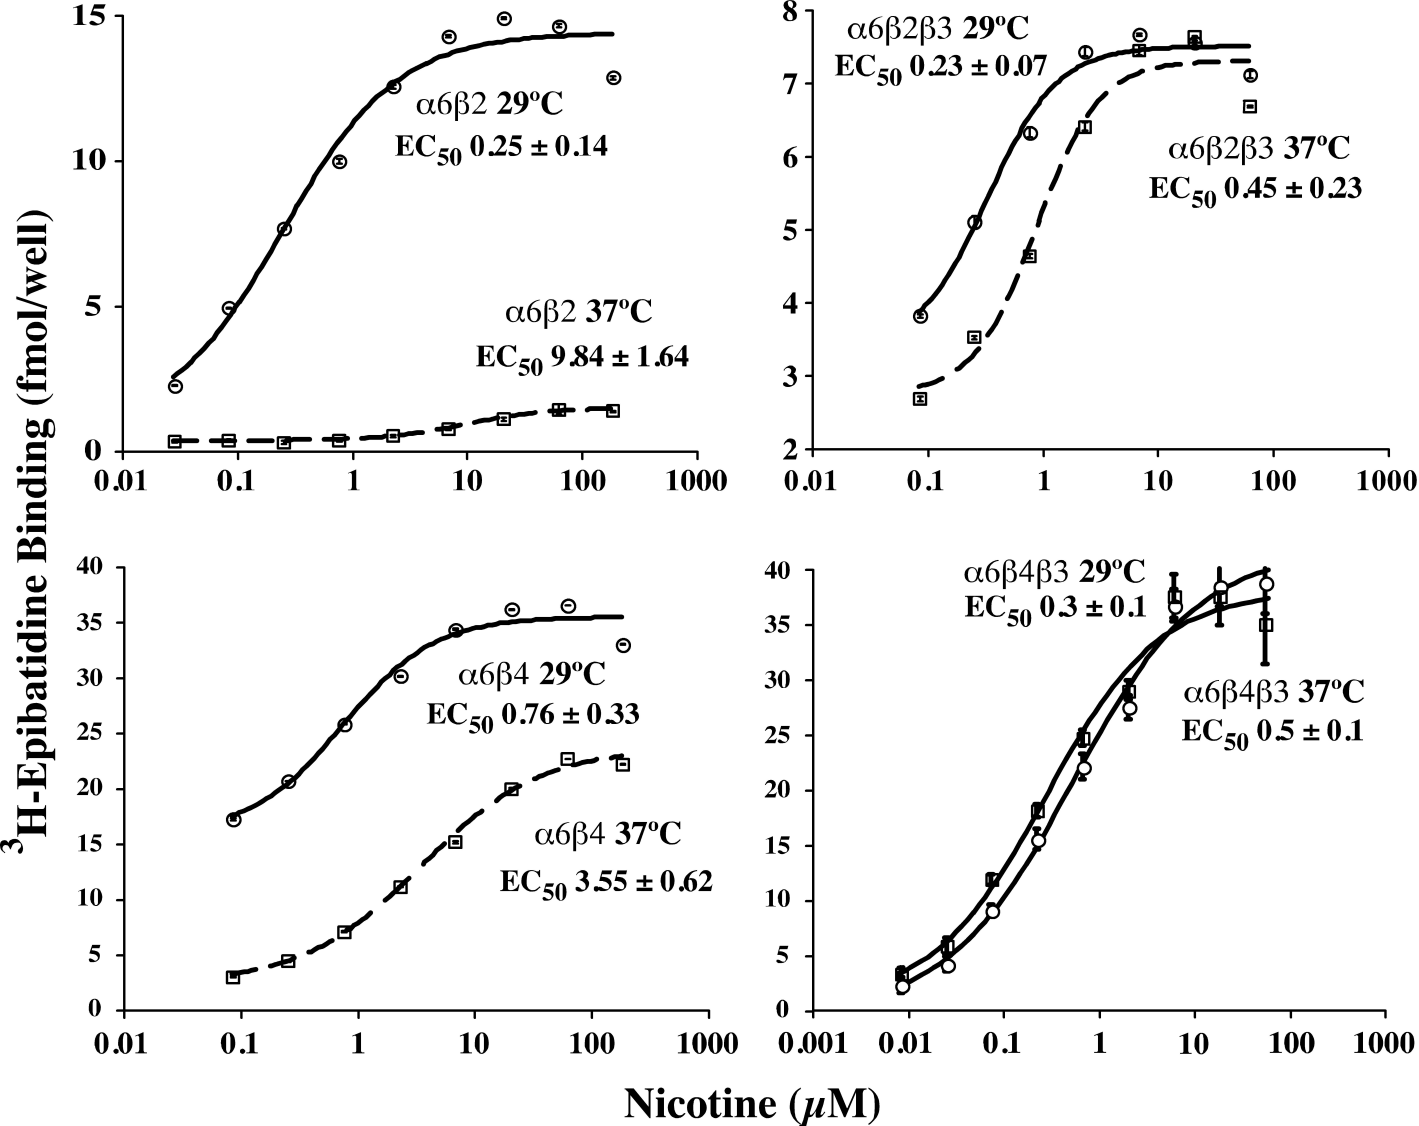 ³H-Epibatidine Binding (fmol/well)
15
10
5
0
0.01 0.1 1 10 100 1000
α6β2 29ºC
EC50 0.25 ± 0.14
α6β2 37ºC
EC50 9.84 ± 1.64
8
7
6
5
4
3
2
0.01 0.1 1 10 100 1000
α6β2β3 29ºC
EC50 0.23 ± 0.07
α6β2β3 37ºC
EC50 0.45 ± 0.23
40
35
30
25
20
15
10
5
0
0.01 0.1 1 10 100 1000
α6β4 29ºC
EC50 0.76 ± 0.33
α6β4 37ºC
EC50 3.55 ± 0.62
40
35
30
25
20
15
10
5
0
0.001 0.01 0.1 1 10 100 1000
α6β4β3 29ºC
EC50 0.3 ± 0.1
α6β4β3 37ºC
EC50 0.5 ± 0.1
Nicotine (µM)